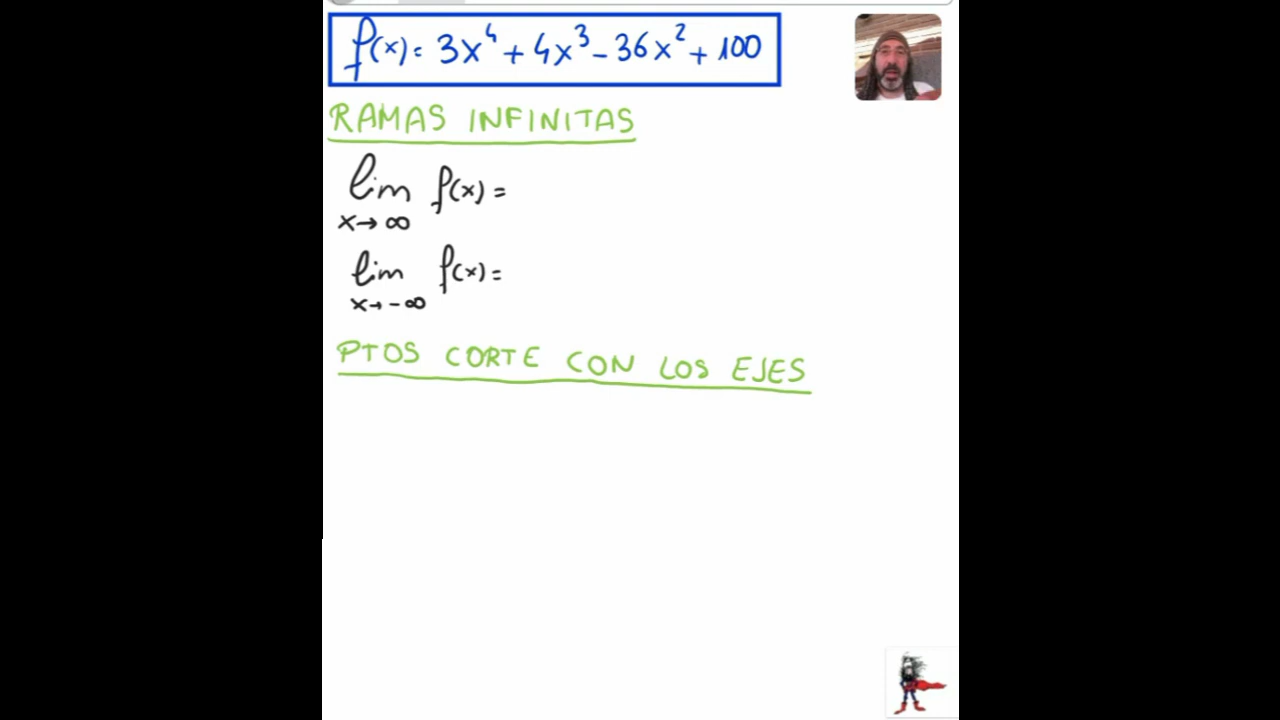 f(x) = 3x⁴ + 4x³ - 36x² + 100
RAMAS INFINITAS
lim f(x) =
x → ∞
lim f(x) =
x → -∞
PTOS CORTE CON LOS EJES